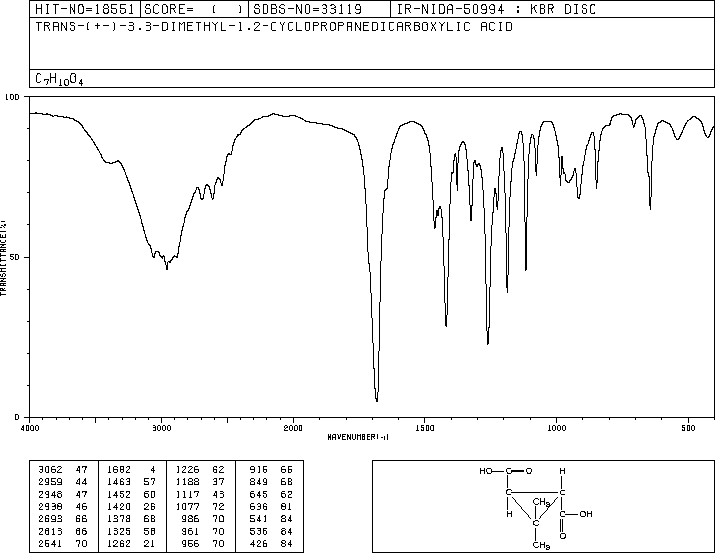 HIT-NO=18551 SCORE= ( ) SDBS-NO=33119 IR-NIDA-50994 : KBR DISC
TRANS-(+-)-3,3-DIMETHYL-1,2-CYCLOPROPANEDICARBOXYLIC ACID
C7H10O4
100
TRANSMITTANCE(%)
50
0
4000 3000 2000 1500 1000 500
WAVENUMBER(-1)
3062 47 1682 4 1226 62 916 66
2959 44 1463 57 1188 37 849 68
2948 47 1452 60 1117 43 645 62
2938 46 1420 26 1077 72 636 81
2693 66 1378 68 986 70 541 84
2613 66 1325 58 961 70 536 84
2541 70 1262 21 956 70 426 84
HO C O H
C C
H CH3 C OH
C O
CH3